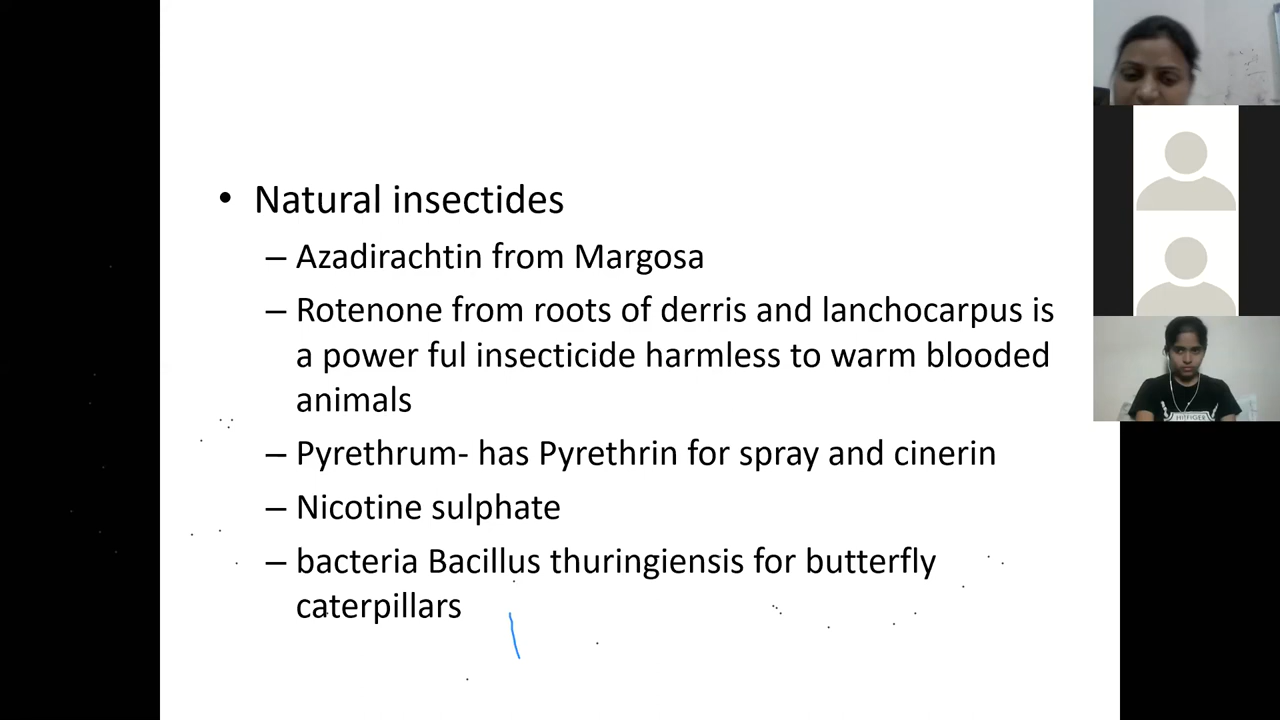 • Natural insectides
– Azadirachtin from Margosa
– Rotenone from roots of derris and lanchocarpus is
a power ful insecticide harmless to warm blooded
animals
– Pyrethrum- has Pyrethrin for spray and cinerin
– Nicotine sulphate
– bacteria Bacillus thuringiensis for butterfly
caterpillars